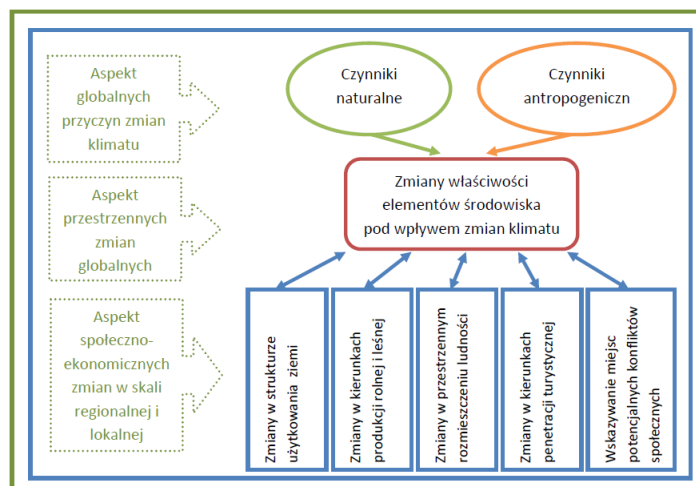 Aspekt
globalnych
przyczyn zmian
klimatu
Czynniki
naturalne
Czynniki
antropogeniczn
Aspekt
przestrzennych
zmian
globalnych
Zmiany właściwości
elementów środowiska
pod wpływem zmian klimatu
Aspekt
społeczno-
ekonomicznych
zmian w skali
regionalnej i
lokalnej
Zmiany w strukturze
użytkowania ziemi
Zmiany w kierunkach
produkcji rolnej i leśnej
Zmiany w przestrzennym
rozmieszczeniu ludności
Zmiany w kierunkach
penetracji turystycznej
Wskazywanie miejsc
potencjalnych konfliktów
społecznych